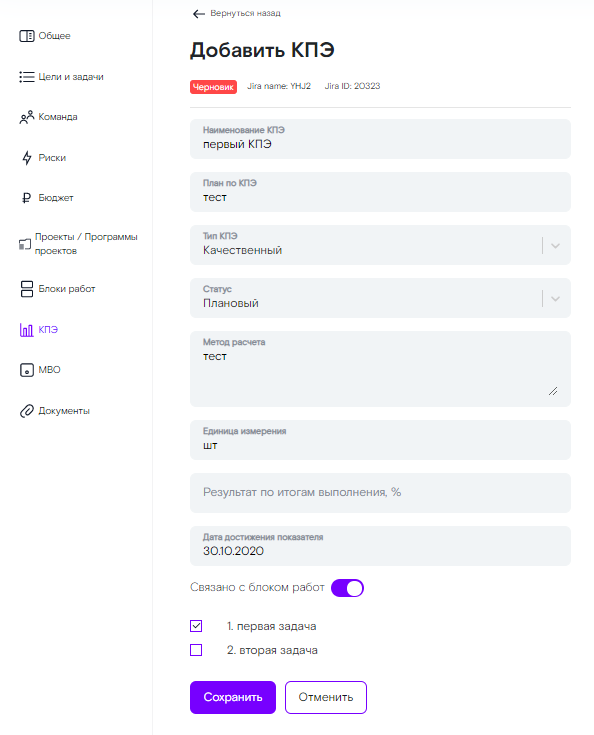 Общее
Цели и задачи
Команда
Риски
Бюджет
Проекты / Программы
проектов
Блоки работ
КПЭ
МВО
Документы
Вернуться назад
Добавить КПЭ
Черновик Jira name: YHJ2 Jira ID: 20323
Наименование КПЭ
первый КПЭ
План по КПЭ
тест
Тип КПЭ
Качественный
Статус
Плановый
Метод расчета
тест
Единица измерения
шт
Результат по итогам выполнения, %
Дата достижения показателя
30.10.2020
Связано с блоком работ
1. первая задача
2. вторая задача
Сохранить Отменить